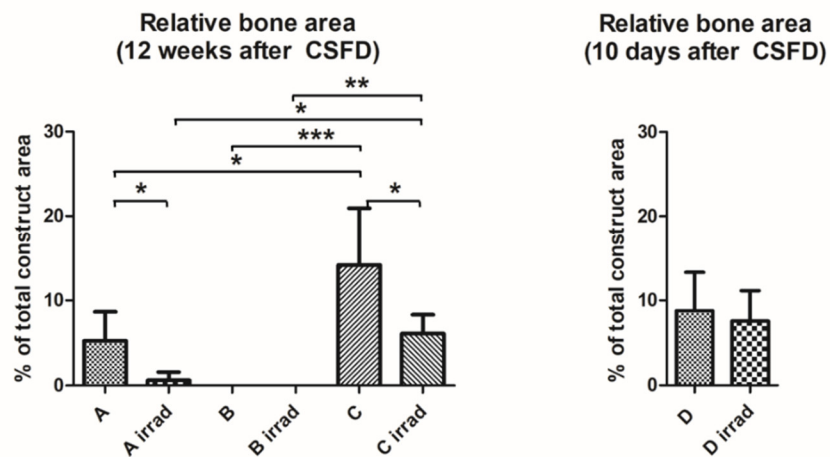 Relative bone area
(12 weeks after CSFD)
**
*
***
*
*
*
% of total construct area
30
20
10
0
A
A irrad
B
B irrad
C
C irrad
Relative bone area
(10 days after CSFD)
% of total construct area
30
20
10
0
D
D irrad